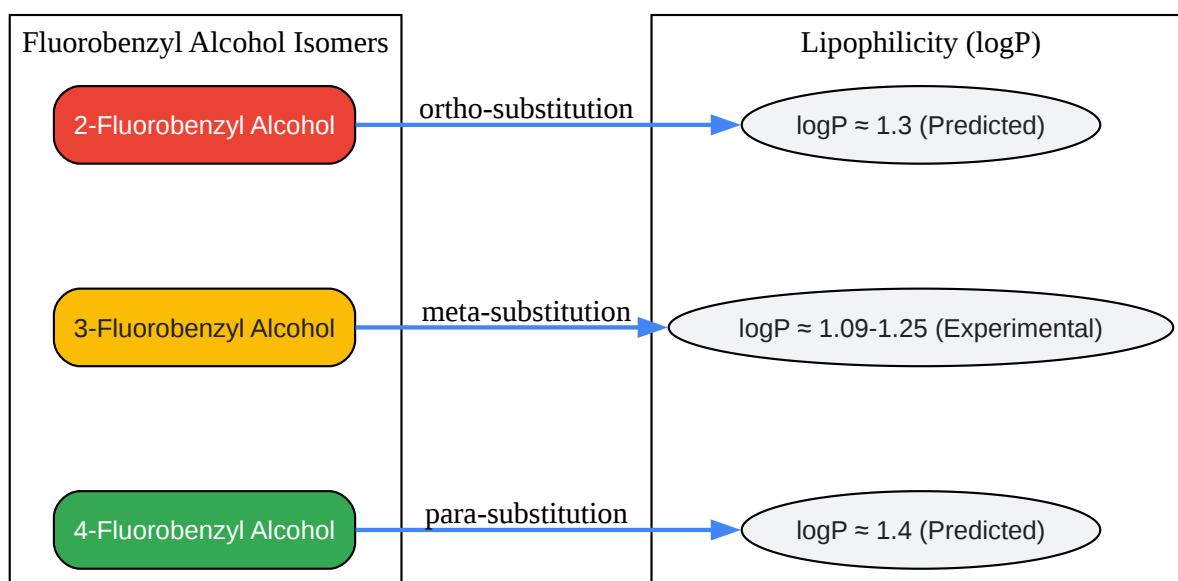 Fluorobenzyl Alcohol Isomers
Lipophilicity (logP)
2-Fluorobenzyl Alcohol
ortho-substitution
logP ≈ 1.3 (Predicted)
3-Fluorobenzyl Alcohol
meta-substitution
logP ≈ 1.09-1.25 (Experimental)
4-Fluorobenzyl Alcohol
para-substitution
logP ≈ 1.4 (Predicted)